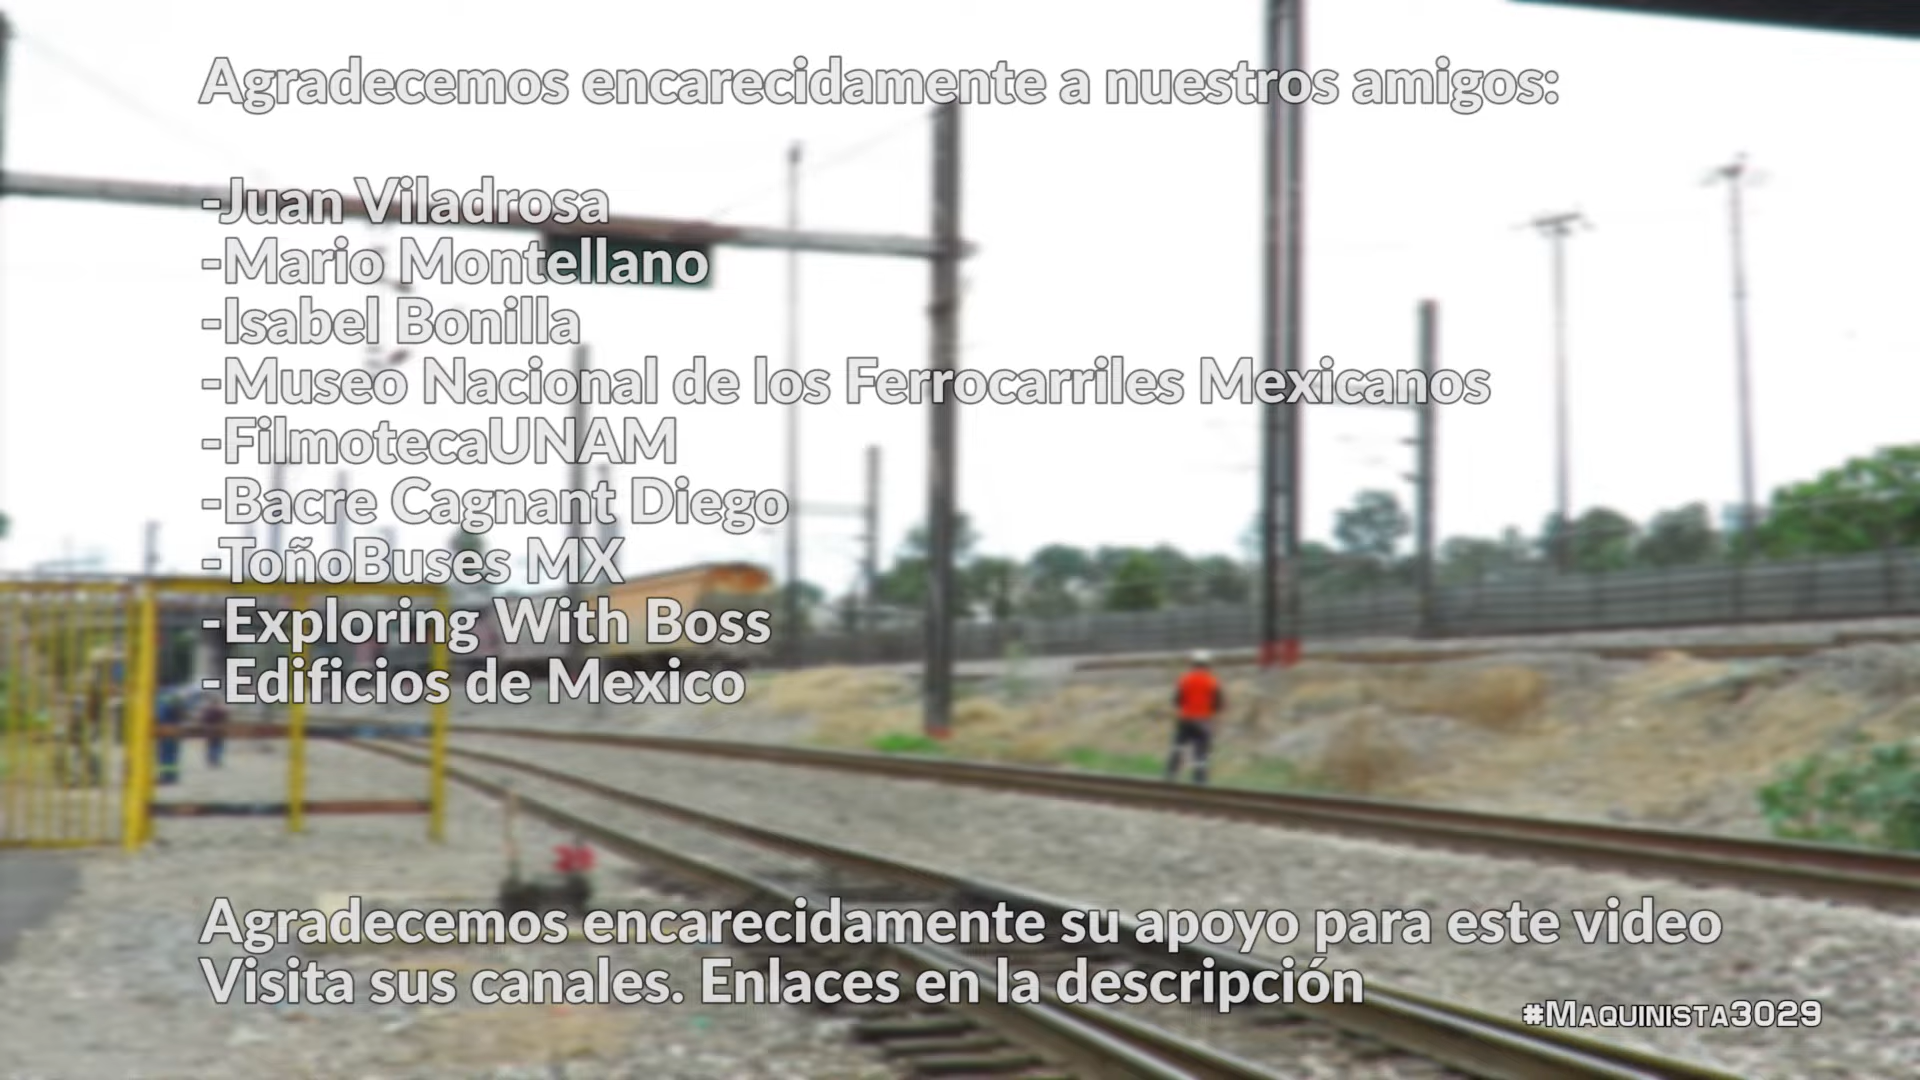 Agradecemos encarecidamente a nuestros amigos:
-Juan Viladrosa
-Mario Montellano
-Isabel Bonilla
-Museo Nacional de los Ferrocarriles Mexicanos
-FilmotecaUNAM
-Bacre Cagnant Diego
-ToñoBuses MX
-Exploring With Boss
-Edificios de Mexico
Agradecemos encarecidamente su apoyo para este video
Visita sus canales. Enlaces en la descripción
#MAQUINISTA3029